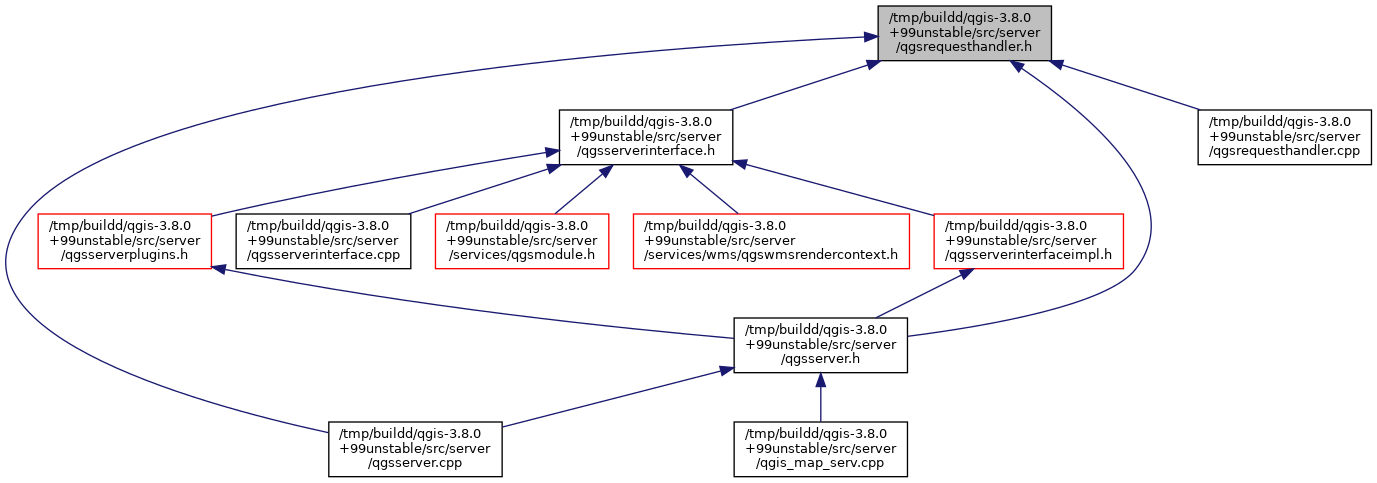 /tmp/buildd/qgis-3.8.0
+99unstable/src/server
/qgsrequesthandler.h
/tmp/buildd/qgis-3.8.0
+99unstable/src/server
/qgsserverinterface.h
/tmp/buildd/qgis-3.8.0
+99unstable/src/server
/qgsrequesthandler.cpp
/tmp/buildd/qgis-3.8.0
+99unstable/src/server
/qgsserverplugins.h
/tmp/buildd/qgis-3.8.0
+99unstable/src/server
/qgsserverinterface.cpp
/tmp/buildd/qgis-3.8.0
+99unstable/src/server
/services/qgsmodule.h
/tmp/buildd/qgis-3.8.0
+99unstable/src/server
/services/wms/qgswmsrendercontext.h
/tmp/buildd/qgis-3.8.0
+99unstable/src/server
/qgsserverinterfaceimpl.h
/tmp/buildd/qgis-3.8.0
+99unstable/src/server
/qgsserver.h
/tmp/buildd/qgis-3.8.0
+99unstable/src/server
/qgsserver.cpp
/tmp/buildd/qgis-3.8.0
+99unstable/src/server
/qgis_map_serv.cpp